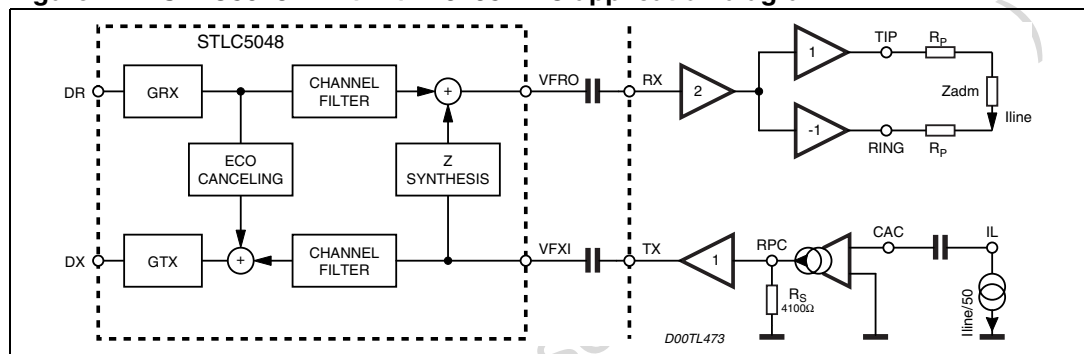 STLC5048
DR
GRX
CHANNEL
FILTER
+
VFRO
RX
2
1
TIP
RP
Zadm
Iline
-1
RING
RP
ECO
CANCELING
Z
SYNTHESIS
DX
GTX
+
CHANNEL
FILTER
VFXI
TX
1
RPC
RS
4100Ω
CAC
IL
Iline/50
D00TL473